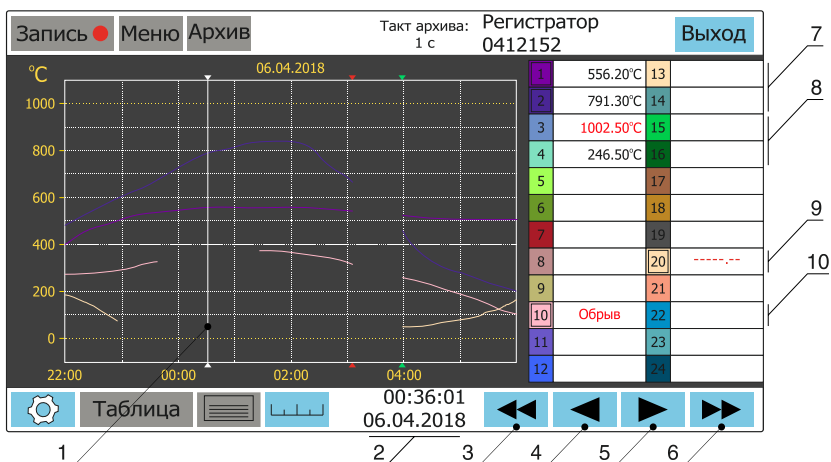 Запись Меню Архив Такт архива: 1 с Регистратор 0412152 Выход
7
°C 06.04.2018
1000
800
600
400
200
0
22:00 00:00 02:00 04:00
1 556.20°C 13
2 791.30°C 14
3 1002.50°C 15
4 246.50°C 16
5 17
6 18
7 19
8 20 -----.--
9 21
10 Обрыв 22
11 23
12 24
8
9
10
Таблица 00:36:01
06.04.2018
1 2 3 4 5 6